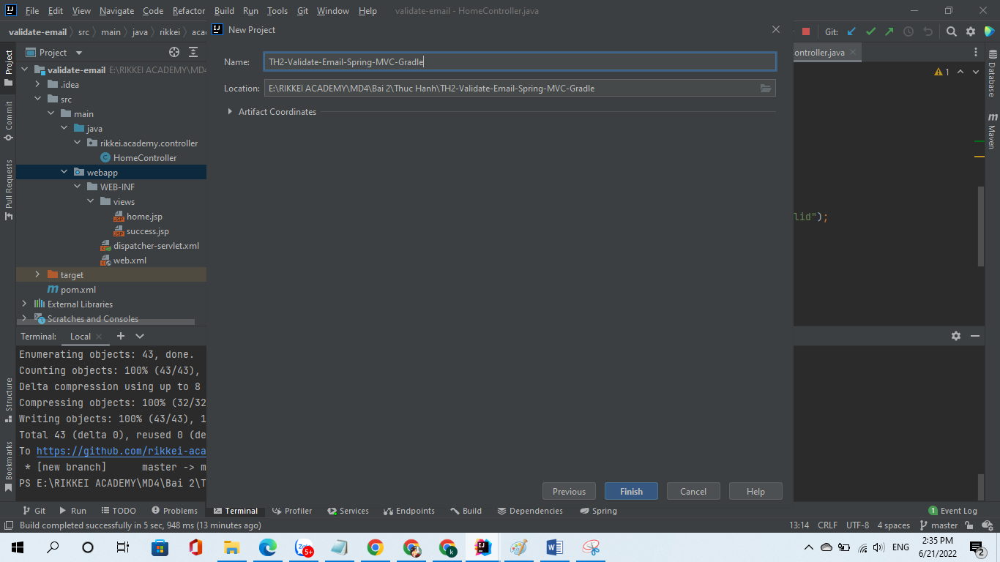 File Edit View Navigate Code Refactor Build Run Tools Git Window Help validate-email - HomeController.java
validate-email src main java rikkei aca
Git:
New Project
Project
ontroller.java
Name: TH2-Validate-Email-Spring-MVC-Gradle
Location: E:\RIKKEI ACADEMY\MD4\Bai 2\Thuc Hanh\TH2-Validate-Email-Spring-MVC-Gradle
Artifact Coordinates
1
validate-email E:\RIKKEI ACADEMY\MD4
.idea
src
main
java
rikkei.academy.controller
HomeController
webapp
WEB-INF
views
home.jsp
success.jsp
dispatcher-servlet.xml
web.xml
target
pom.xml
External Libraries
Scratches and Consoles
lid");
Project
Commit
Pull Requests
Structure
Bookmarks
Database
Maven
Terminal: Local
Enumerating objects: 43, done.
Counting objects: 100% (43/43),
Delta compression using up to 8
Compressing objects: 100% (32/32
Writing objects: 100% (43/43), 1
Total 43 (delta 0), reused 0 (de
To https://github.com/rikkei-aca
* [new branch] master -> m
PS E:\RIKKEI ACADEMY\MD4\Bai 2\T
Previous Finish Cancel Help
Git Run TODO Problems Terminal Profiler Services Endpoints Build Dependencies Spring 1 Event Log
Build completed successfully in 5 sec, 948 ms (13 minutes ago) 13:14 CRLF UTF-8 4 spaces master
5+
k
ENG
2:35 PM
6/21/2022
2